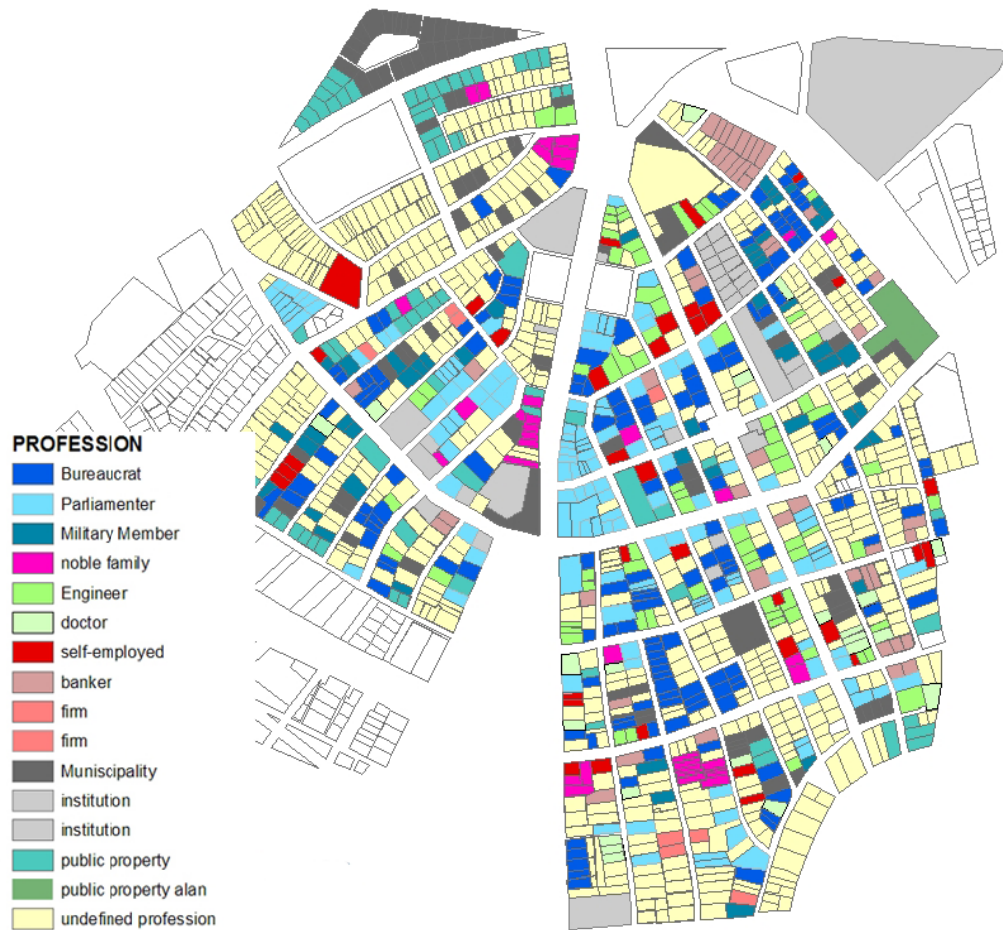 PROFESSION
Bureaucrat
Parliamenter
Military Member
noble family
Engineer
doctor
self-employed
banker
firm
firm
Muniscipality
institution
institution
public property
public property alan
undefined profession